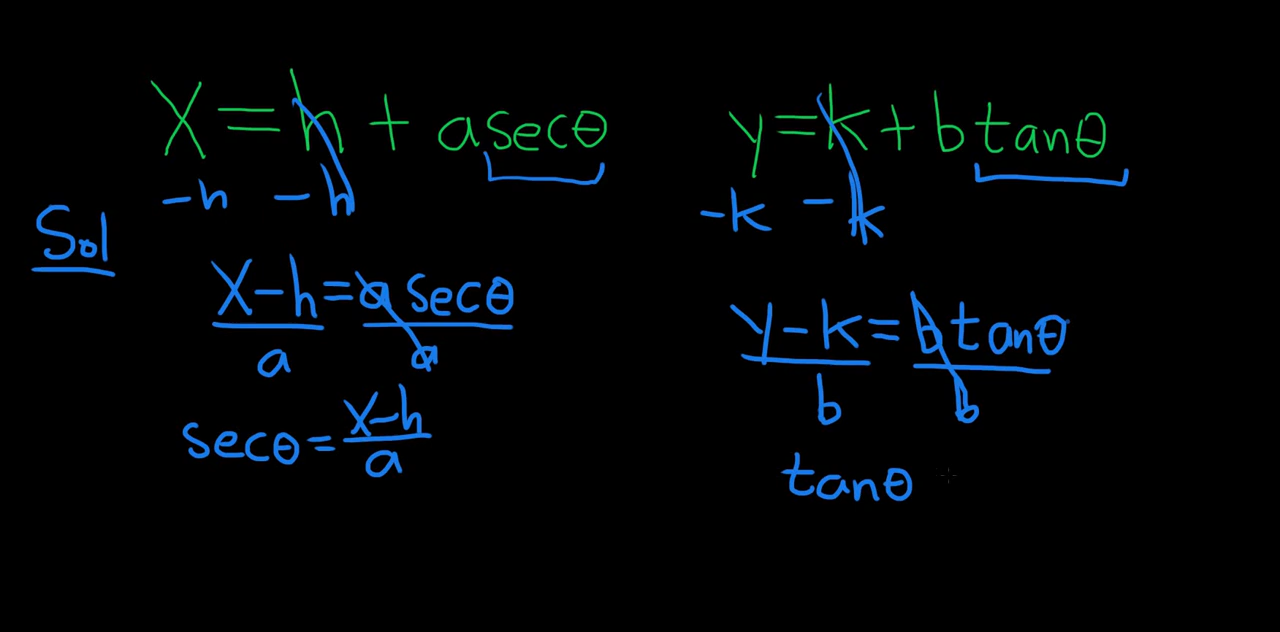 x = h + a secθ
y = k + b tanθ
-h - h
-k - k
Sol
x-h = a secθ
a a
y-k = b tanθ
b b
secθ = x-h
a
tanθ